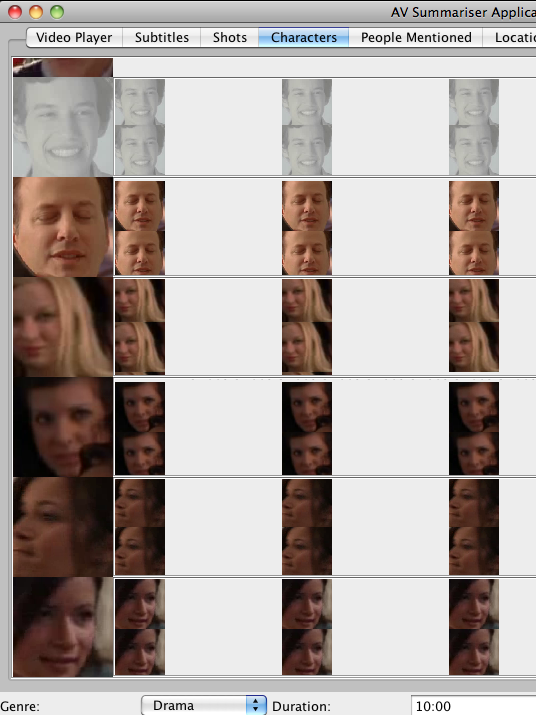 AV Summariser Applica
Video Player Subtitles Shots Characters People Mentioned Locatio
Genre: Drama Duration: 10:00